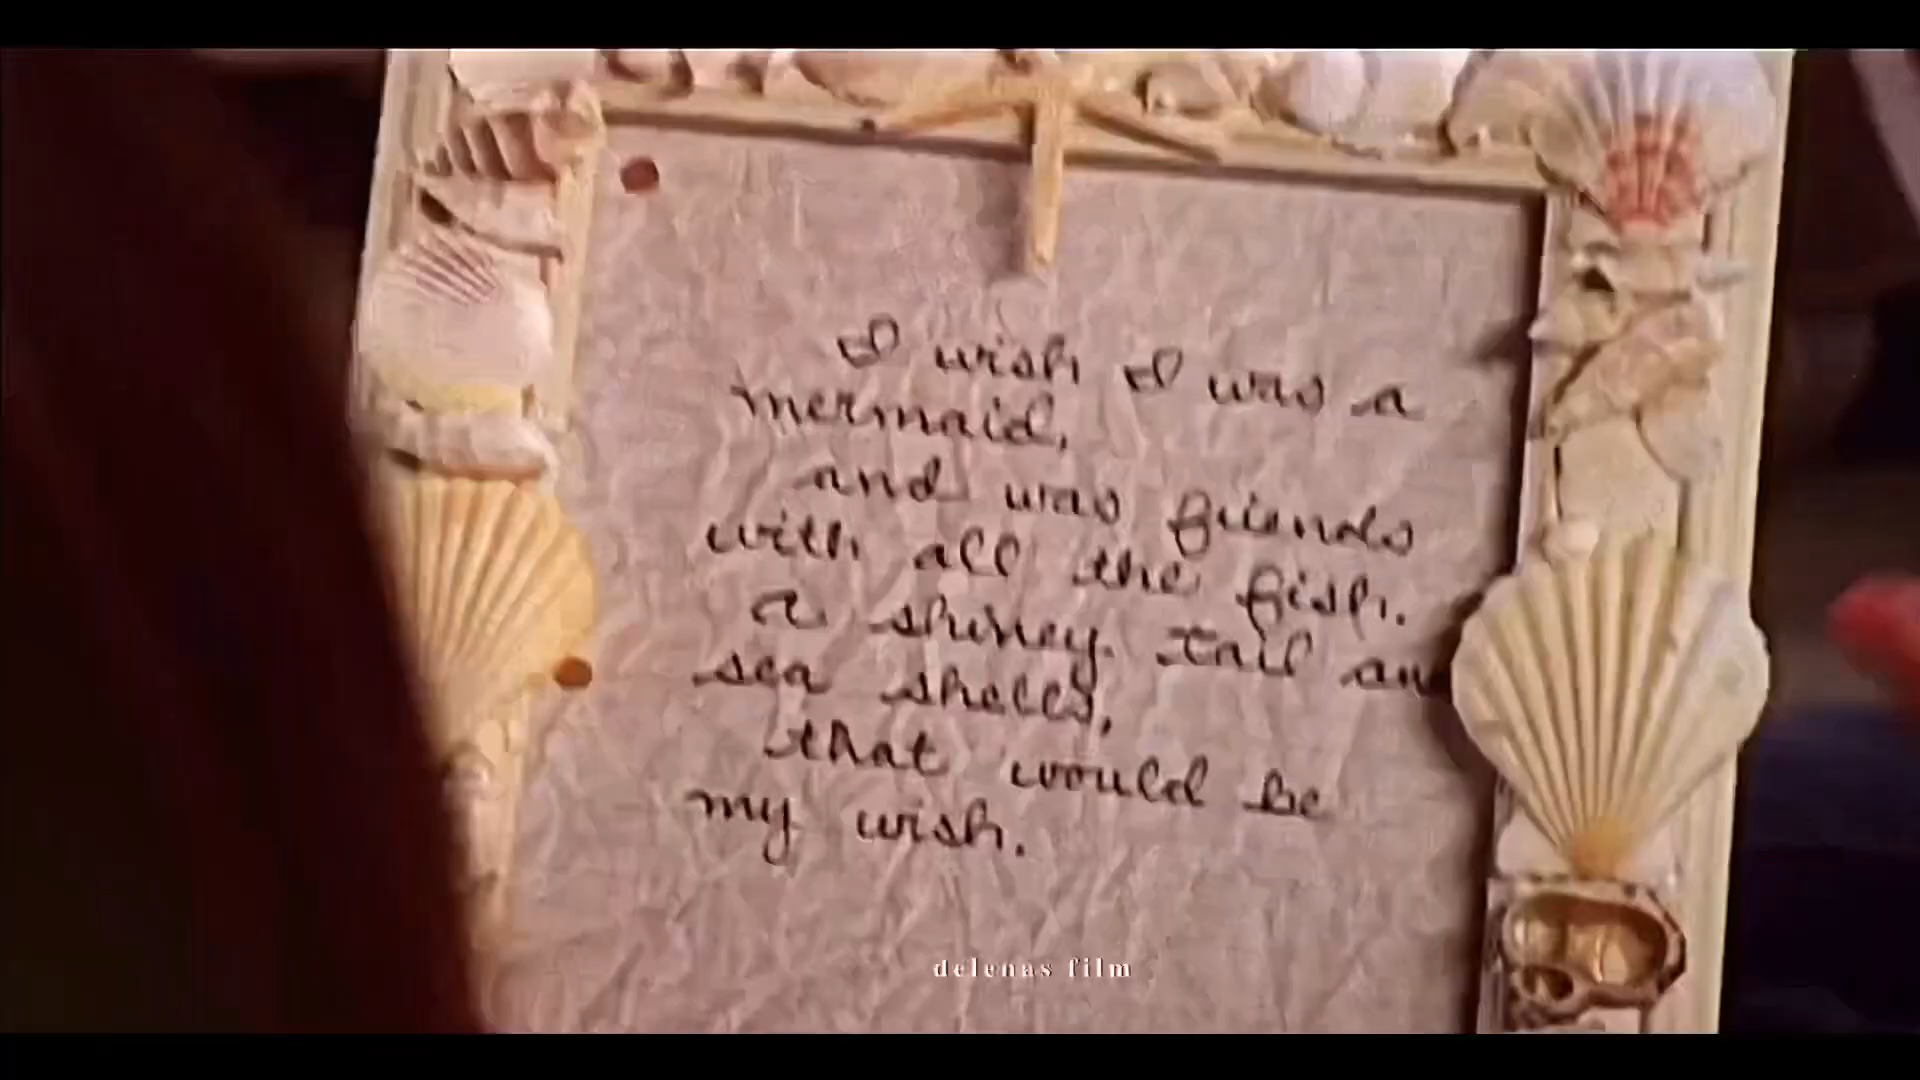 I wish I was a
mermaid,
and was friends
with all the fish.
a shiney tail an
sea shells,
that would be
my wish.
delenas film